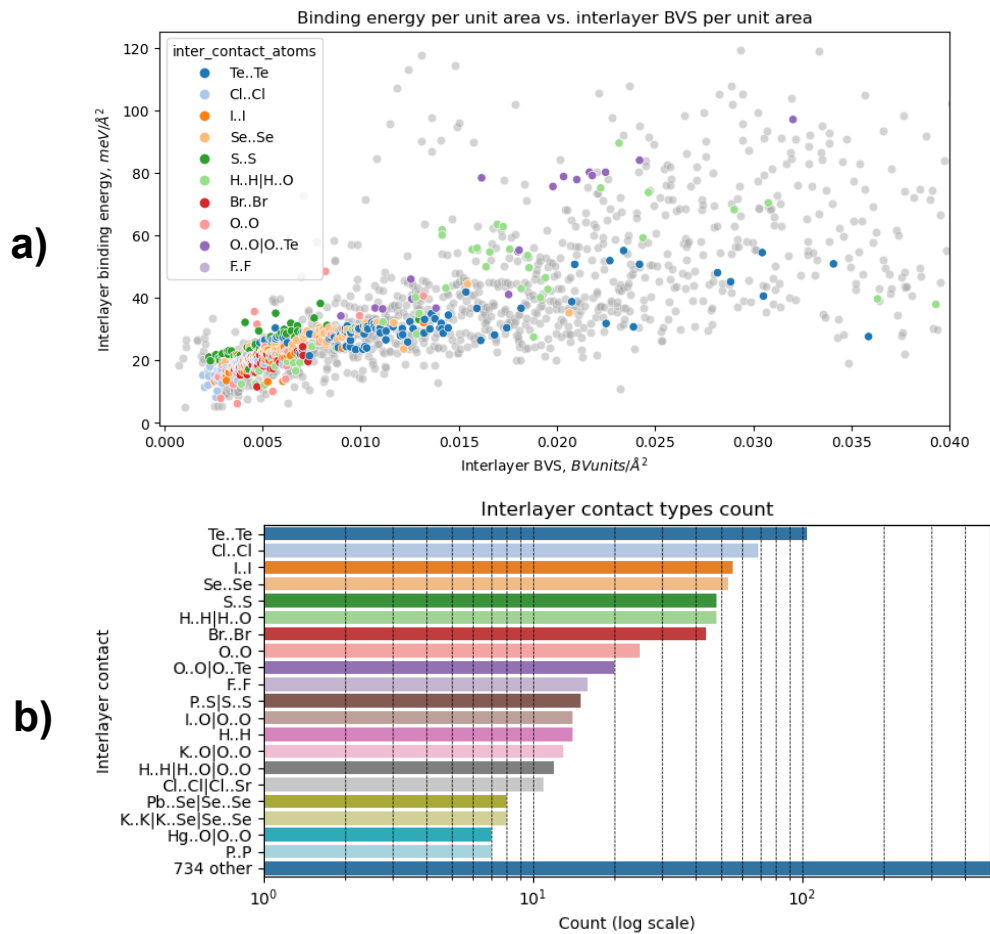 a)
Binding energy per unit area vs. interlayer BVS per unit area
Interlayer binding energy, meV/Å²
120
100
80
60
40
20
0
inter_contact_atoms
Te..Te
Cl..Cl
I..I
Se..Se
S..S
H..H|H..O
Br..Br
O..O
O..O|O..Te
F..F
0.000 0.005 0.010 0.015 0.020 0.025 0.030 0.035 0.040
Interlayer BVS, BVunits/Å²
b)
Interlayer contact types count
Interlayer contact
Te..Te
Cl..Cl
I..I
Se..Se
S..S
H..H|H..O
Br..Br
O..O
O..O|O..Te
F..F
P..S|S..S
I..O|O..O
H..H
K..O|O..O
H..H|H..O|O..O
Cl..Cl|Cl..Sr
Pb..Se|Se..Se
K..K|K..Se|Se..Se
Hg..O|O..O
P..P
734 other
10⁰ 10¹ 10²
Count (log scale)